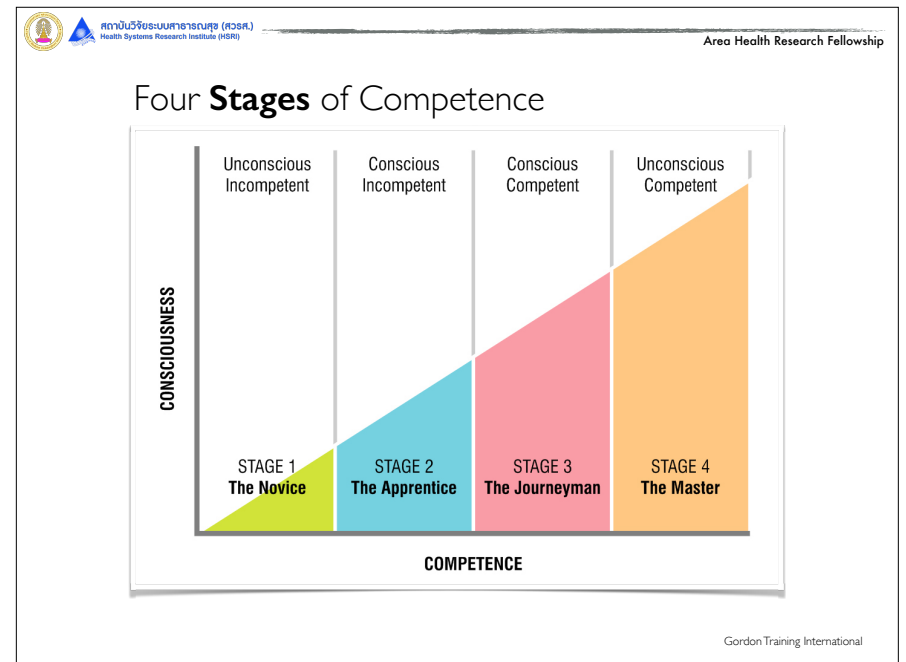 สถาบันวิจัยระบบสาธารณสุข (สวรส.)
Health Systems Research Institute (HSRI)
Area Health Research Fellowship
Four Stages of Competence
Unconscious
Incompetent
Conscious
Incompetent
Conscious
Competent
Unconscious
Competent
CONSCIOUSNESS
STAGE 1
The Novice
STAGE 2
The Apprentice
STAGE 3
The Journeyman
STAGE 4
The Master
COMPETENCE
Gordon Training International